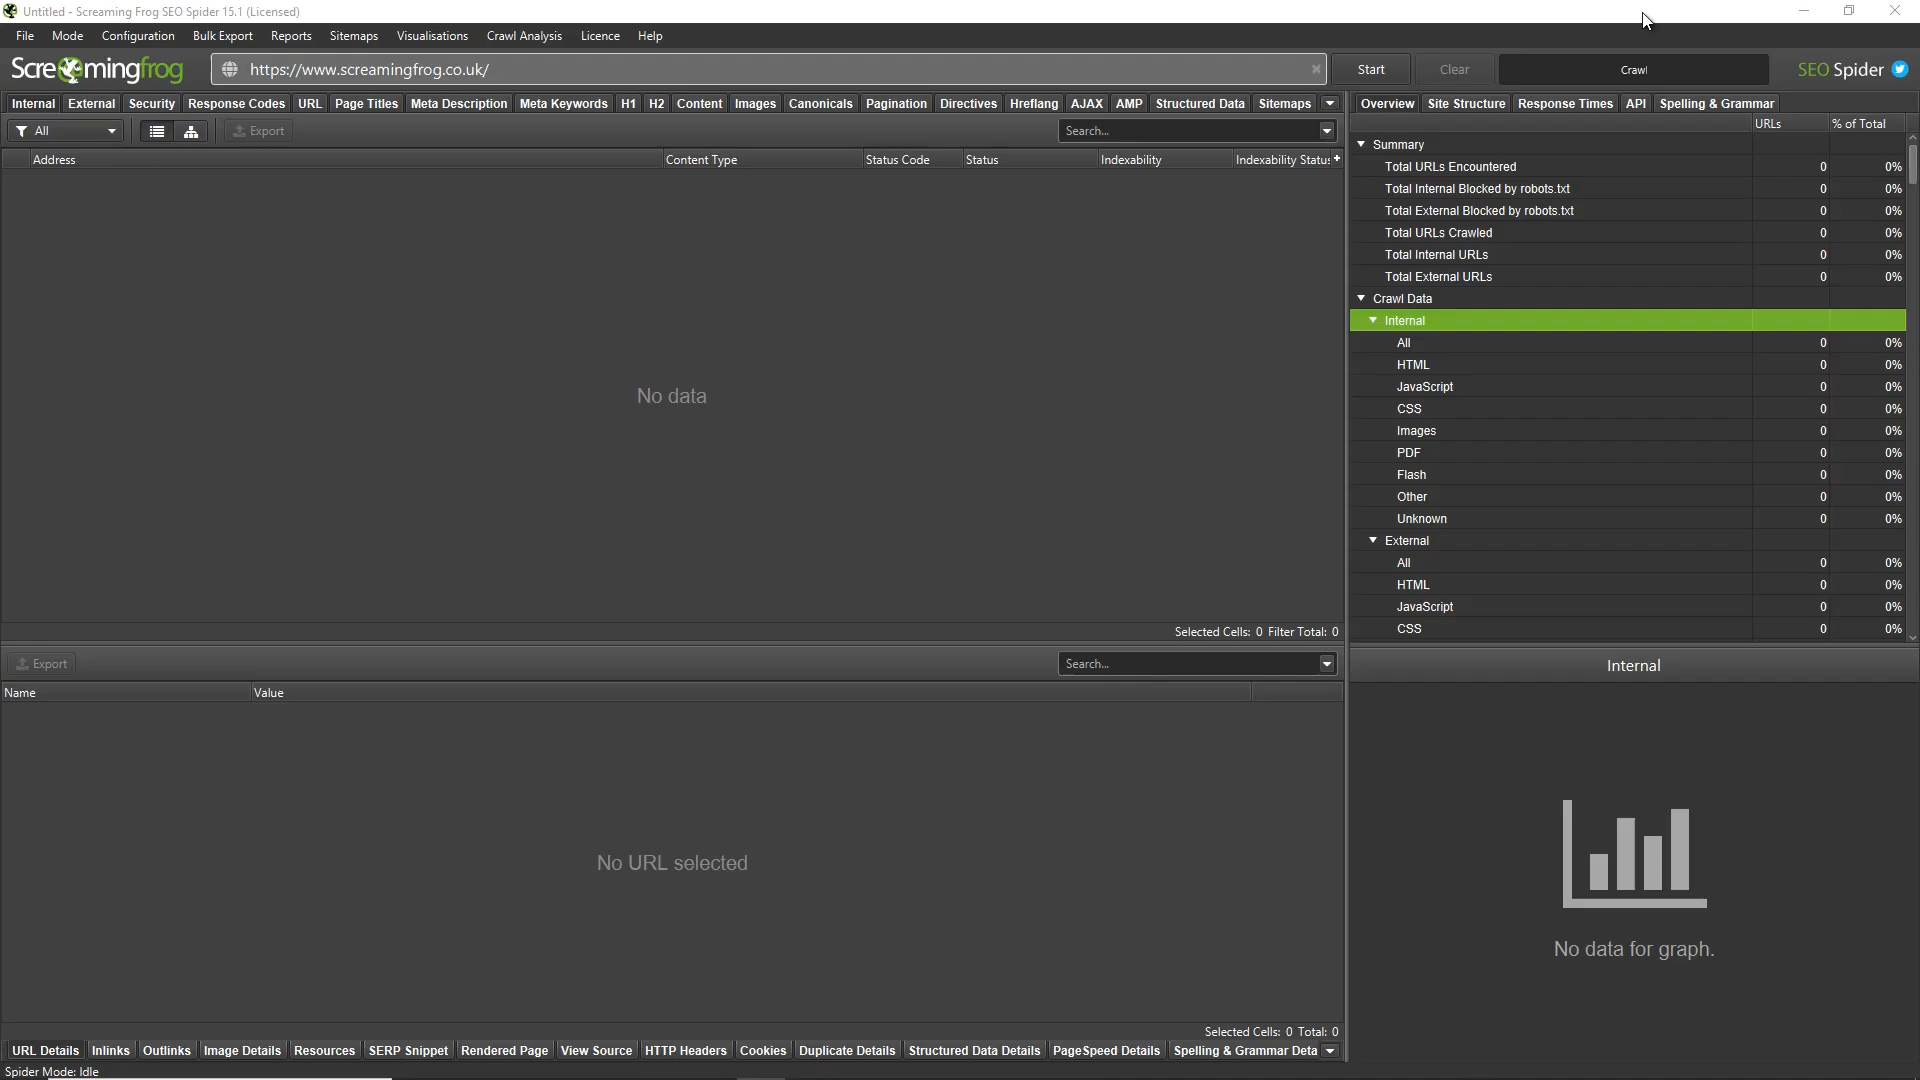 Untitled - Screaming Frog SEO Spider 15.1 (Licensed)
File Mode Configuration Bulk Export Reports Sitemaps Visualisations Crawl Analysis Licence Help
Screamingfrog https://www.screamingfrog.co.uk/ Start Clear Crawl SEO Spider
Internal External Security Response Codes URL Page Titles Meta Description Meta Keywords H1 H2 Content Images Canonicals Pagination Directives Hreflang AJAX AMP Structured Data Sitemaps
All Export Search...
Address Content Type Status Code Status Indexability Indexability Status
No data
Selected Cells: 0 Filter Total: 0
Export Search...
Name Value
No URL selected
Selected Cells: 0 Total: 0
URL Details Inlinks Outlinks Image Details Resources SERP Snippet Rendered Page View Source HTTP Headers Cookies Duplicate Details Structured Data Details PageSpeed Details Spelling & Grammar Deta
Spider Mode: Idle
Overview Site Structure Response Times API Spelling & Grammar
URLs % of Total
Summary
Total URLs Encountered 0 0%
Total Internal Blocked by robots.txt 0 0%
Total External Blocked by robots.txt 0 0%
Total URLs Crawled 0 0%
Total Internal URLs 0 0%
Total External URLs 0 0%
Crawl Data
Internal
All 0 0%
HTML 0 0%
JavaScript 0 0%
CSS 0 0%
Images 0 0%
PDF 0 0%
Flash 0 0%
Other 0 0%
Unknown 0 0%
External
All 0 0%
HTML 0 0%
JavaScript 0 0%
CSS 0 0%
Internal
No data for graph.